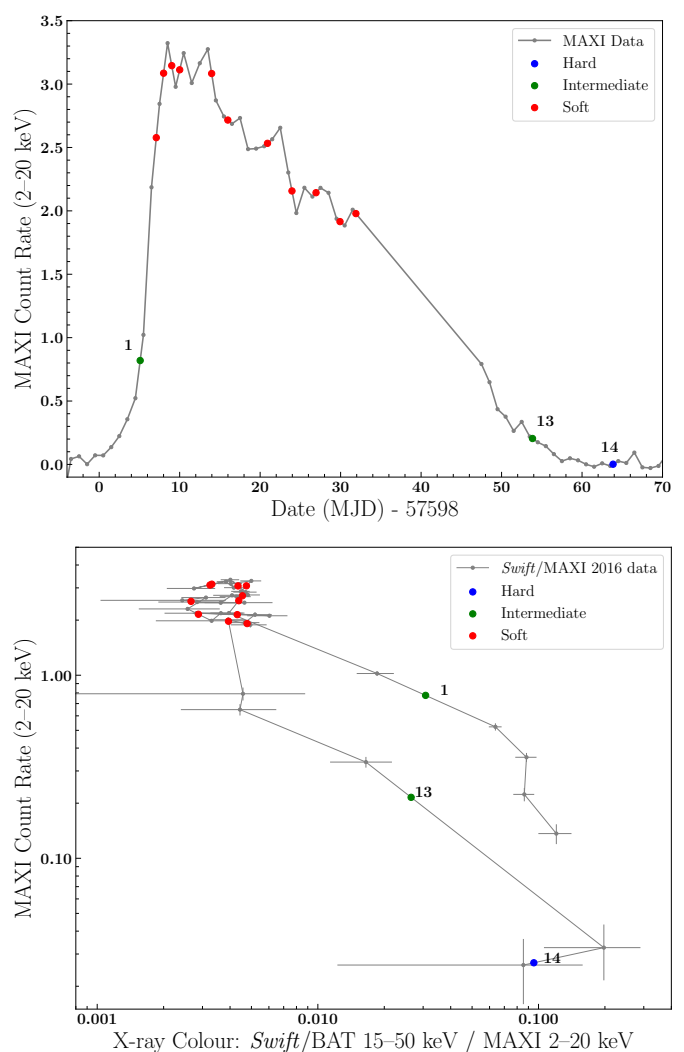 3.5
3.0
2.5
2.0
1.5
1.0
0.5
0.0
MAXI Count Rate (2–20 keV)
MAXI Data
Hard
Intermediate
Soft
1
13
14
0 10 20 30 40 50 60 70
Date (MJD) - 57598
1.00
0.10
MAXI Count Rate (2–20 keV)
Swift/MAXI 2016 data
Hard
Intermediate
Soft
1
13
14
0.001 0.010 0.100
X-ray Colour: Swift/BAT 15–50 keV / MAXI 2–20 keV